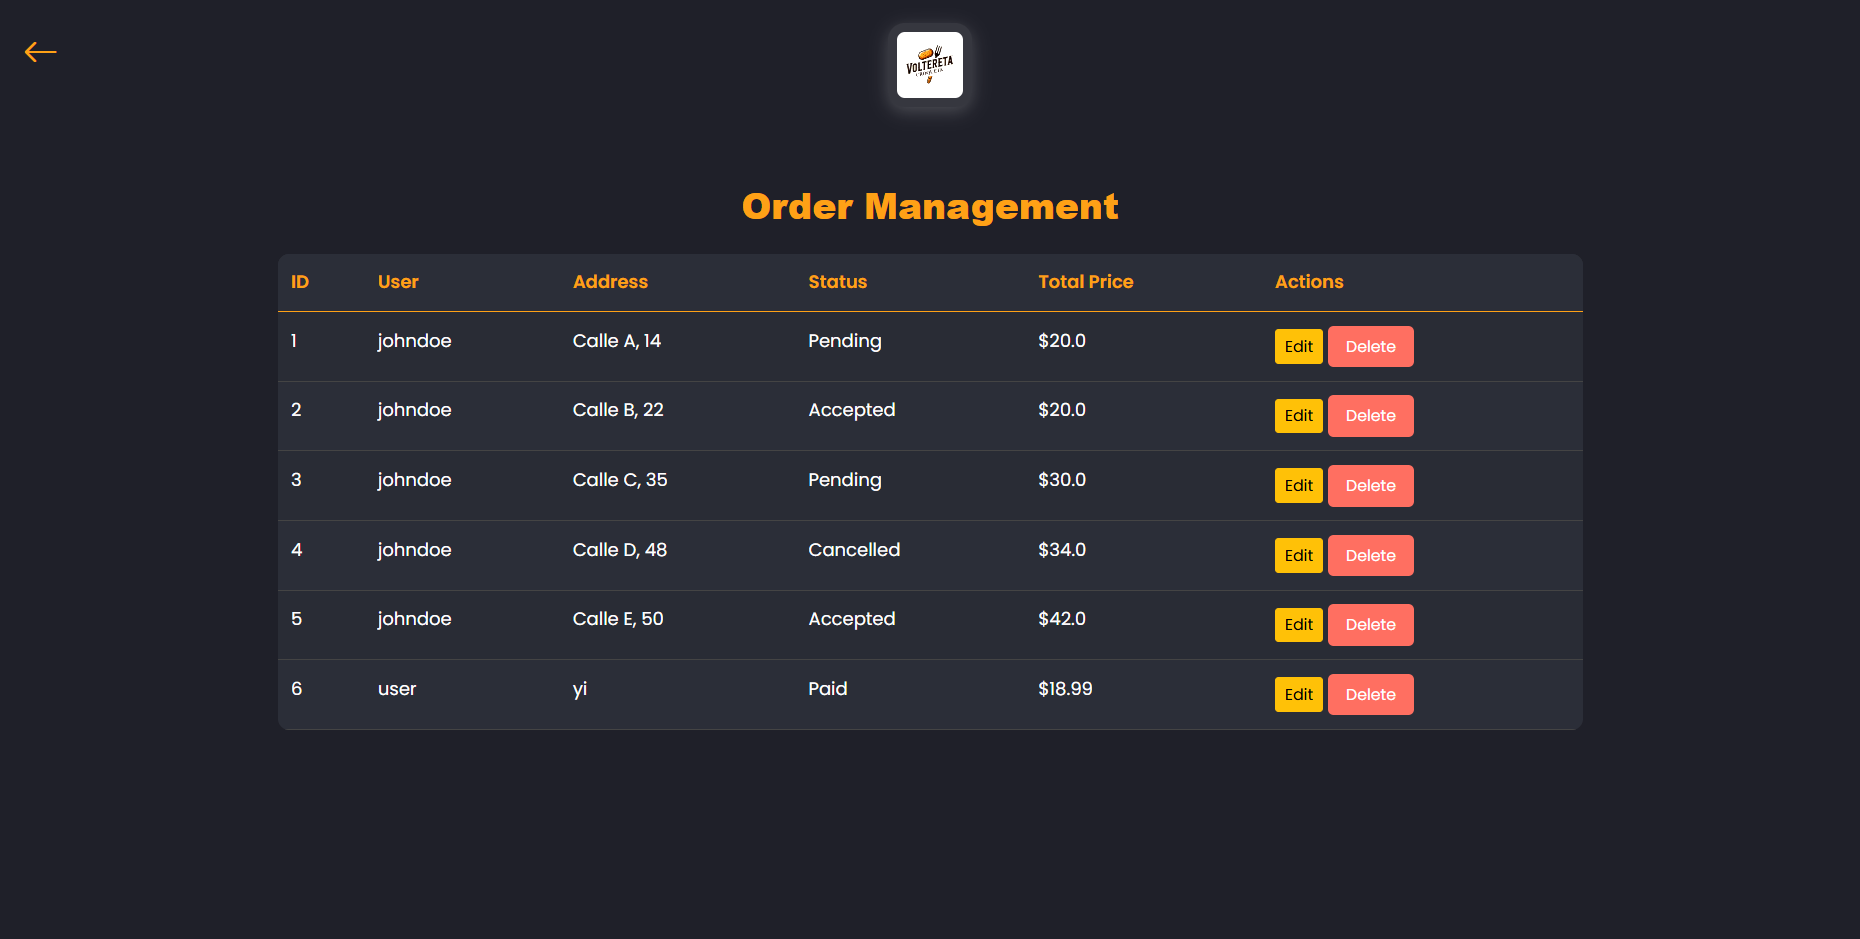 VOLTERETA
Order Management
ID User Address Status Total Price Actions
1 johndoe Calle A, 14 Pending $20.0 Edit Delete
2 johndoe Calle B, 22 Accepted $20.0 Edit Delete
3 johndoe Calle C, 35 Pending $30.0 Edit Delete
4 johndoe Calle D, 48 Cancelled $34.0 Edit Delete
5 johndoe Calle E, 50 Accepted $42.0 Edit Delete
6 user yi Paid $18.99 Edit Delete